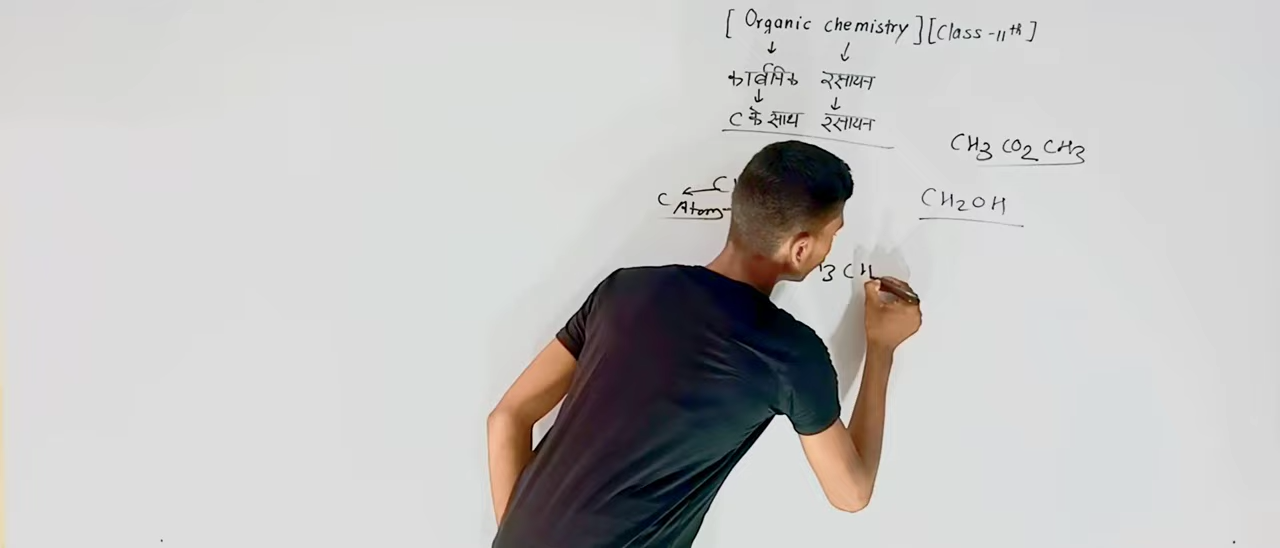 [ Organic chemistry ] [ Class - 11th ]
कार्बनिक रसायन
C के साथ रसायन
CH3 CO2 CH3
C
CH2OH
C Atom
3 CH